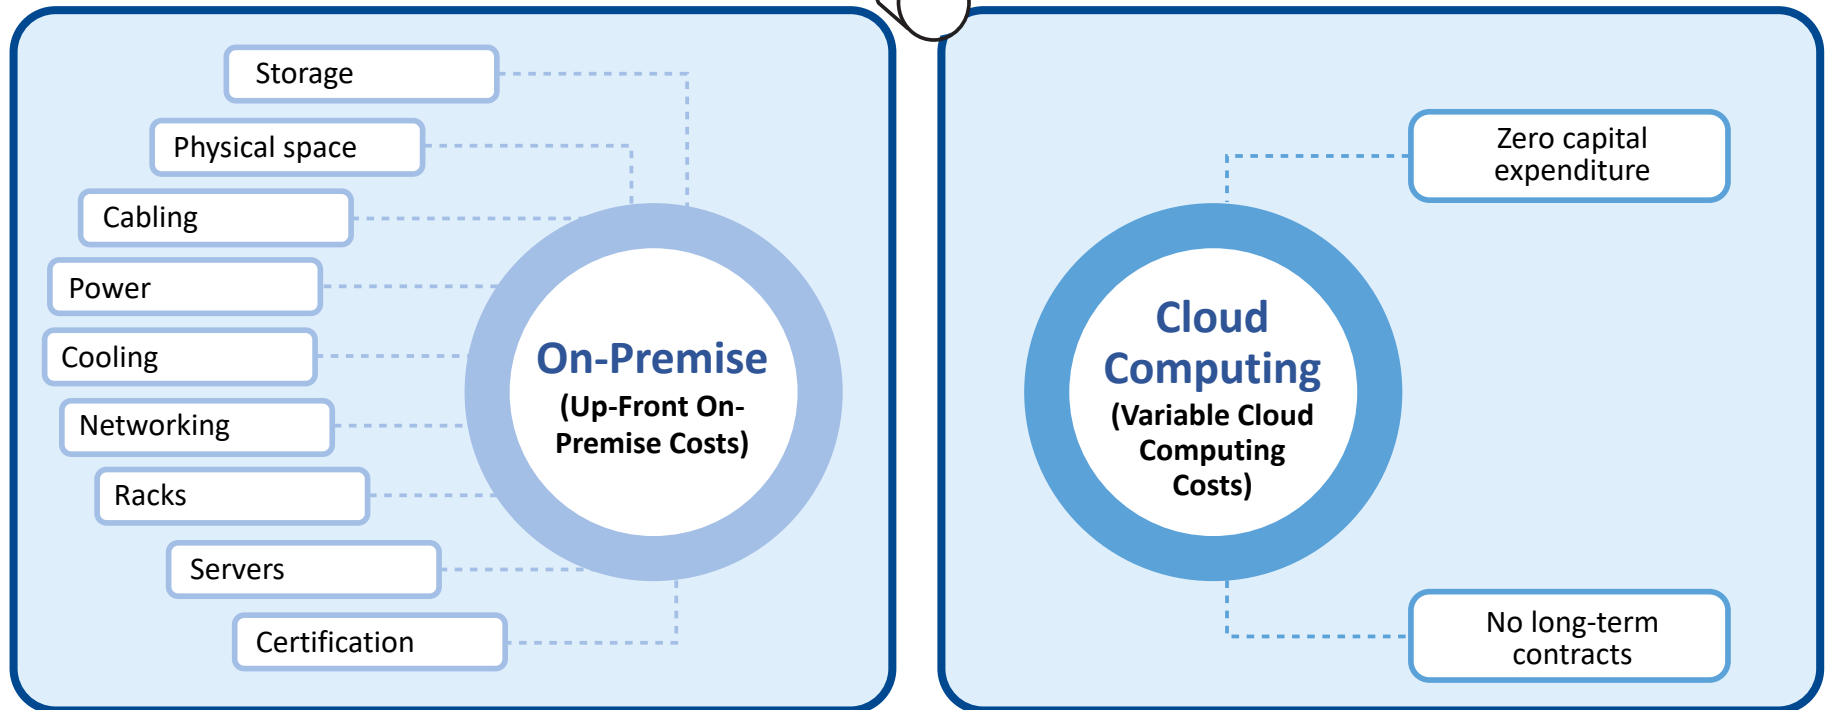 Storage
Physical space
Cabling
Power
Cooling
Networking
Racks
Servers
Certification
On-Premise
(Up-Front On-
Premise Costs)
Cloud
Computing
(Variable Cloud
Computing
Costs)
Zero capital
expenditure
No long-term
contracts